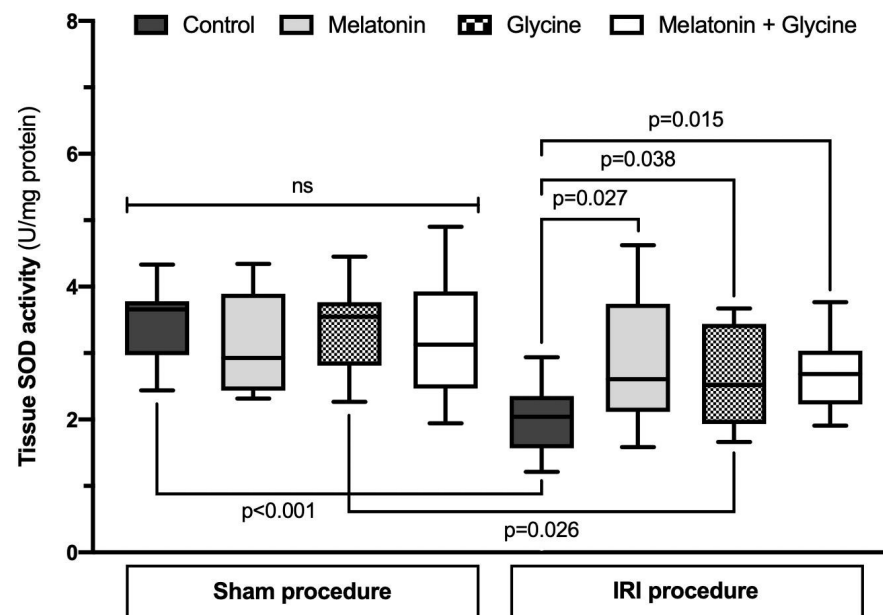 8
Control Melatonin Glycine Melatonin + Glycine
p=0.015
6
p=0.038
ns
p=0.027
4
Tissue SOD activity (U/mg protein)
2
p<0.001
p=0.026
0
Sham procedure IRI procedure